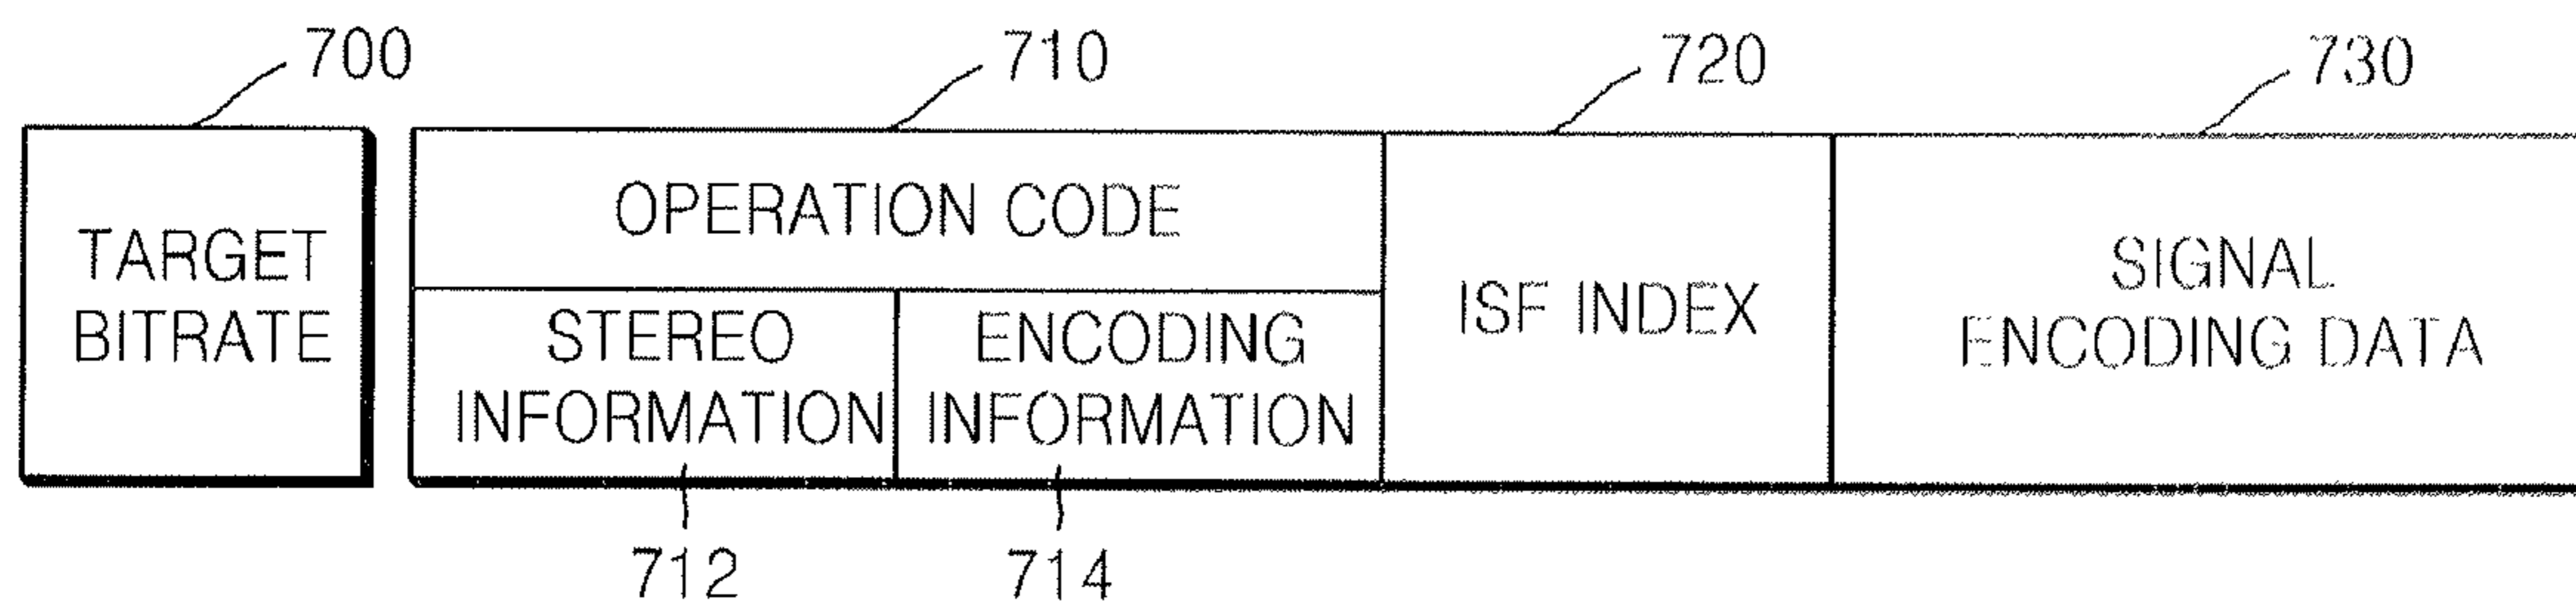 700
710
720
730
TARGET
BITRATE
OPERATION CODE
STEREO
INFORMATION
ENCODING
INFORMATION
ISF INDEX
SIGNAL
ENCODING DATA
712
714